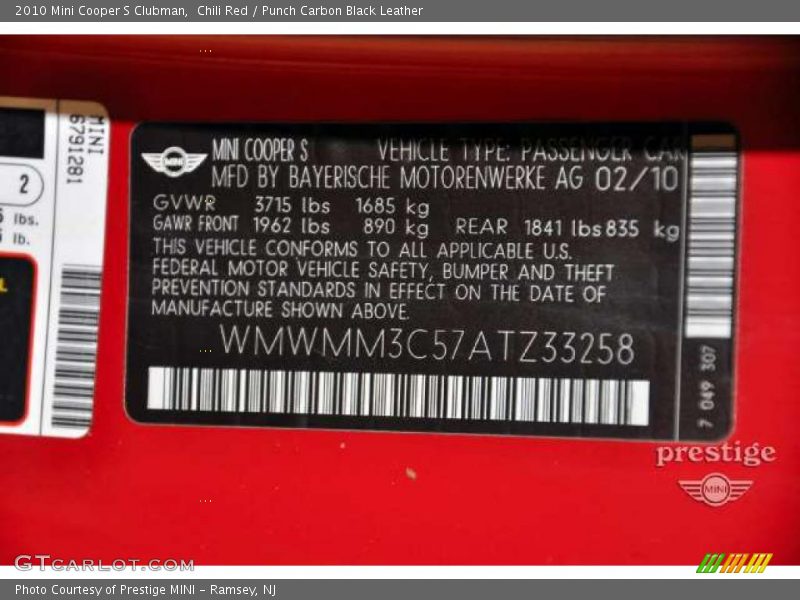 2010 Mini Cooper S Clubman,  Chili Red / Punch Carbon Black Leather
MINI
6791281
2
lbs.
lb.
MINI
MINI COOPER S VEHICLE TYPE: PASSENGER CAR
MFD BY BAYERISCHE MOTORENWERKE AG 02/10
GVWR 3715 lbs 1685 kg
GAWR FRONT 1962 lbs 890 kg REAR 1841 lbs 835 kg
THIS VEHICLE CONFORMS TO ALL APPLICABLE U.S.
FEDERAL MOTOR VEHICLE SAFETY, BUMPER AND THEFT
PREVENTION STANDARDS IN EFFECT ON THE DATE OF
MANUFACTURE SHOWN ABOVE.
WMWMM3C57ATZ33258
7 049 307
prestige
MINI
GTCARLOT.COM
Photo Courtesy of Prestige MINI - Ramsey, NJ